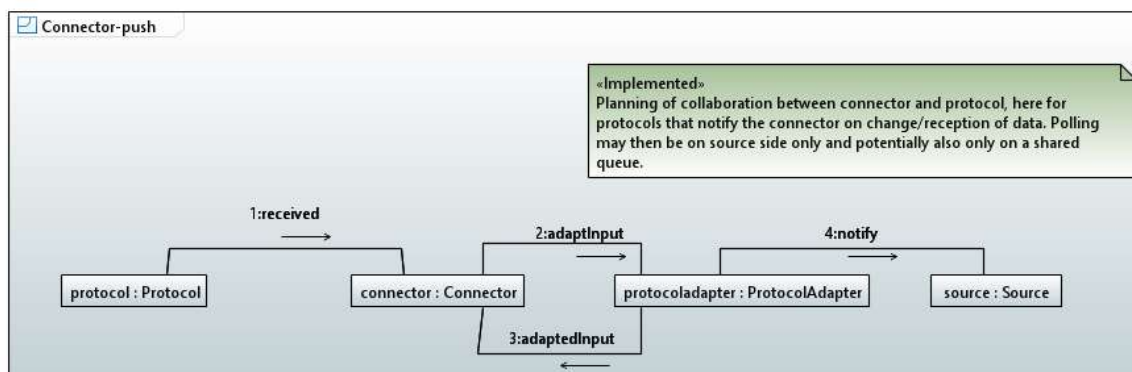 Connector-push
«Implemented»
Planning of collaboration between connector and protocol, here for
protocols that notify the connector on change/reception of data. Polling
may then be on source side only and potentially also only on a shared
queue.
1:received
2:adaptInput
4:notify
protocol : Protocol
connector : Connector
protocoladapter : ProtocolAdapter
source : Source
3:adaptedInput